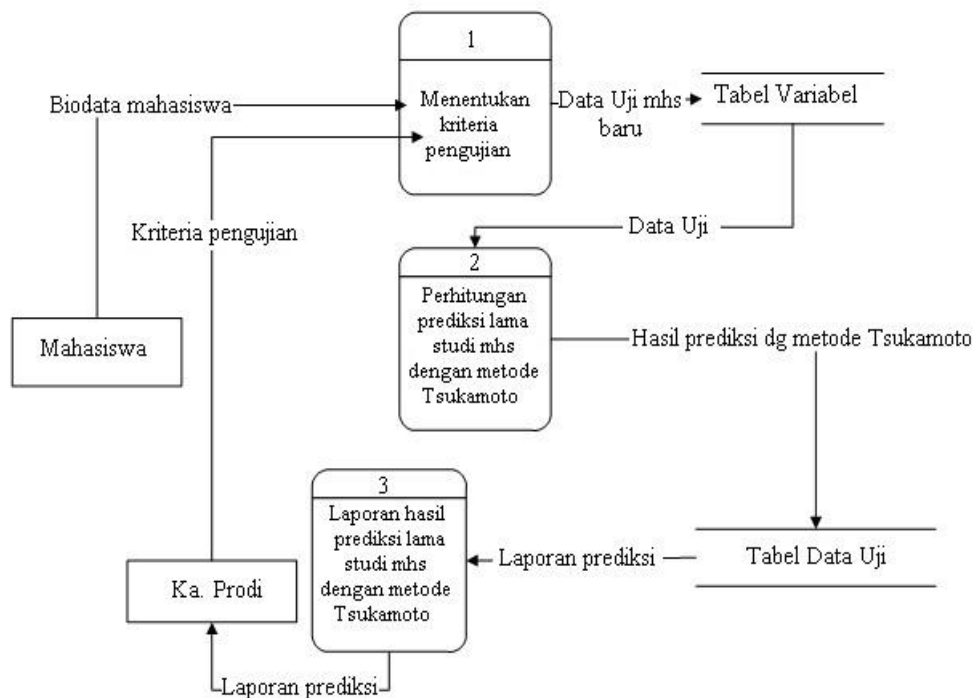 1
Menentukan
kriteria
pengujian
Biodata mahasiswa
Data Uji mhs
baru
Tabel Variabel
Kriteria pengujian
Data Uji
2
Perhitungan
prediksi lama
studi mhs
dengan metode
Tsukamoto
Mahasiswa
Hasil prediksi dg metode Tsukamoto
3
Laporan hasil
prediksi lama
studi mhs
dengan metode
Tsukamoto
Laporan prediksi
Tabel Data Uji
Ka. Prodi
Laporan prediksi